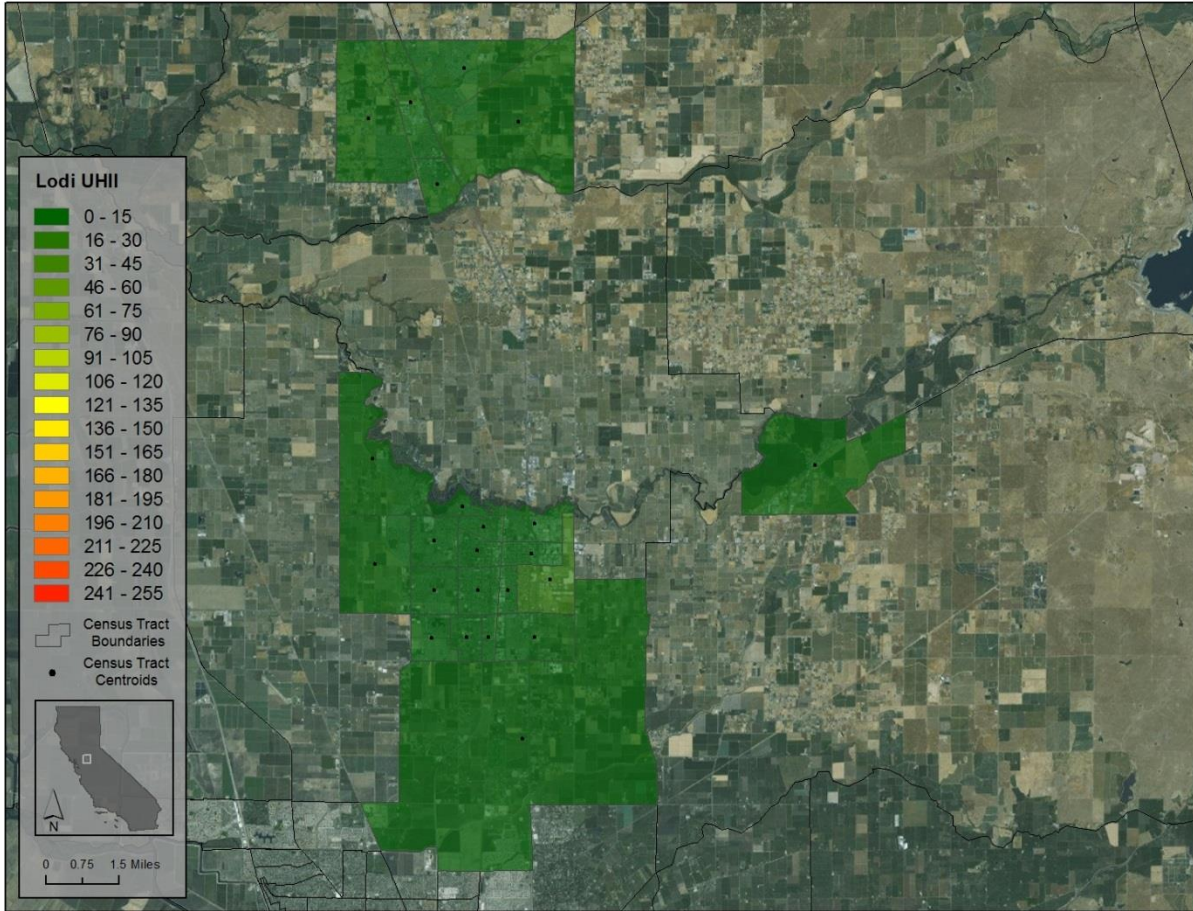 Lodi UHII
0 - 15
16 - 30
31 - 45
46 - 60
61 - 75
76 - 90
91 - 105
106 - 120
121 - 135
136 - 150
151 - 165
166 - 180
181 - 195
196 - 210
211 - 225
226 - 240
241 - 255
Census Tract
Boundaries
Census Tract
Centroids
N
0 0.75 1.5 Miles